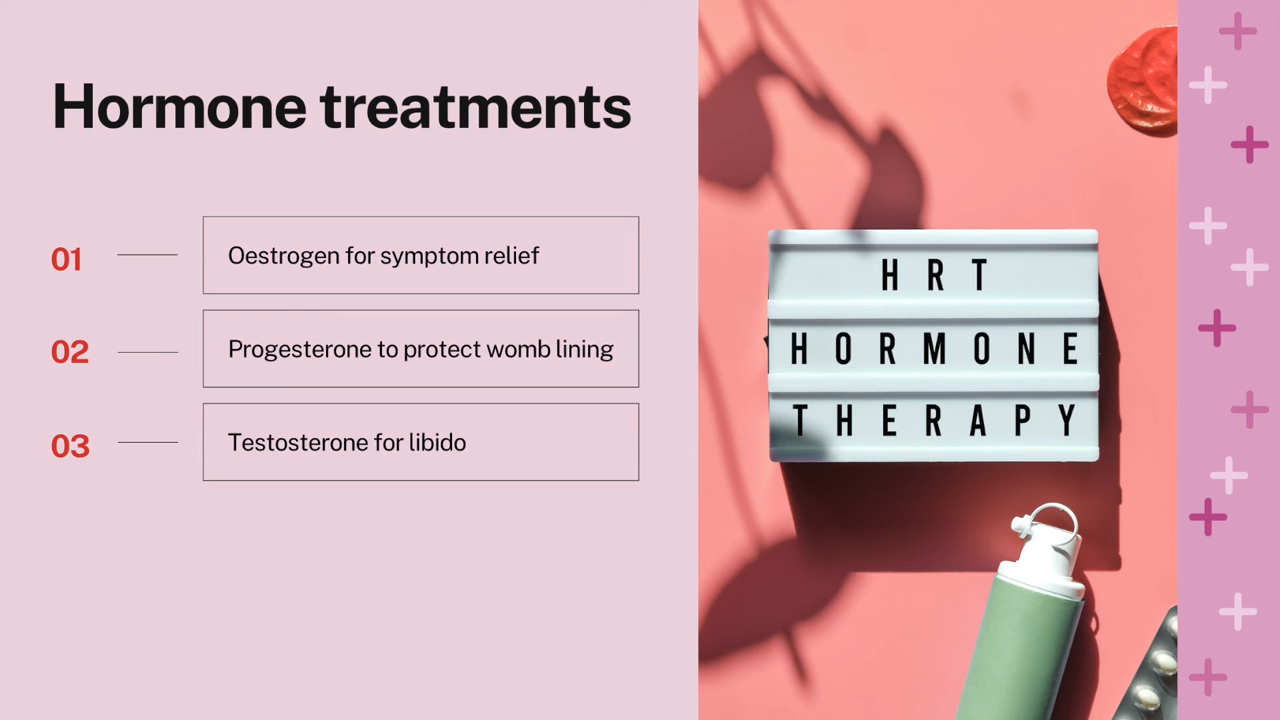 Hormone treatments
01
Oestrogen for symptom relief
02
Progesterone to protect womb lining
03
Testosterone for libido
HRT
HORMONE
THERAPY